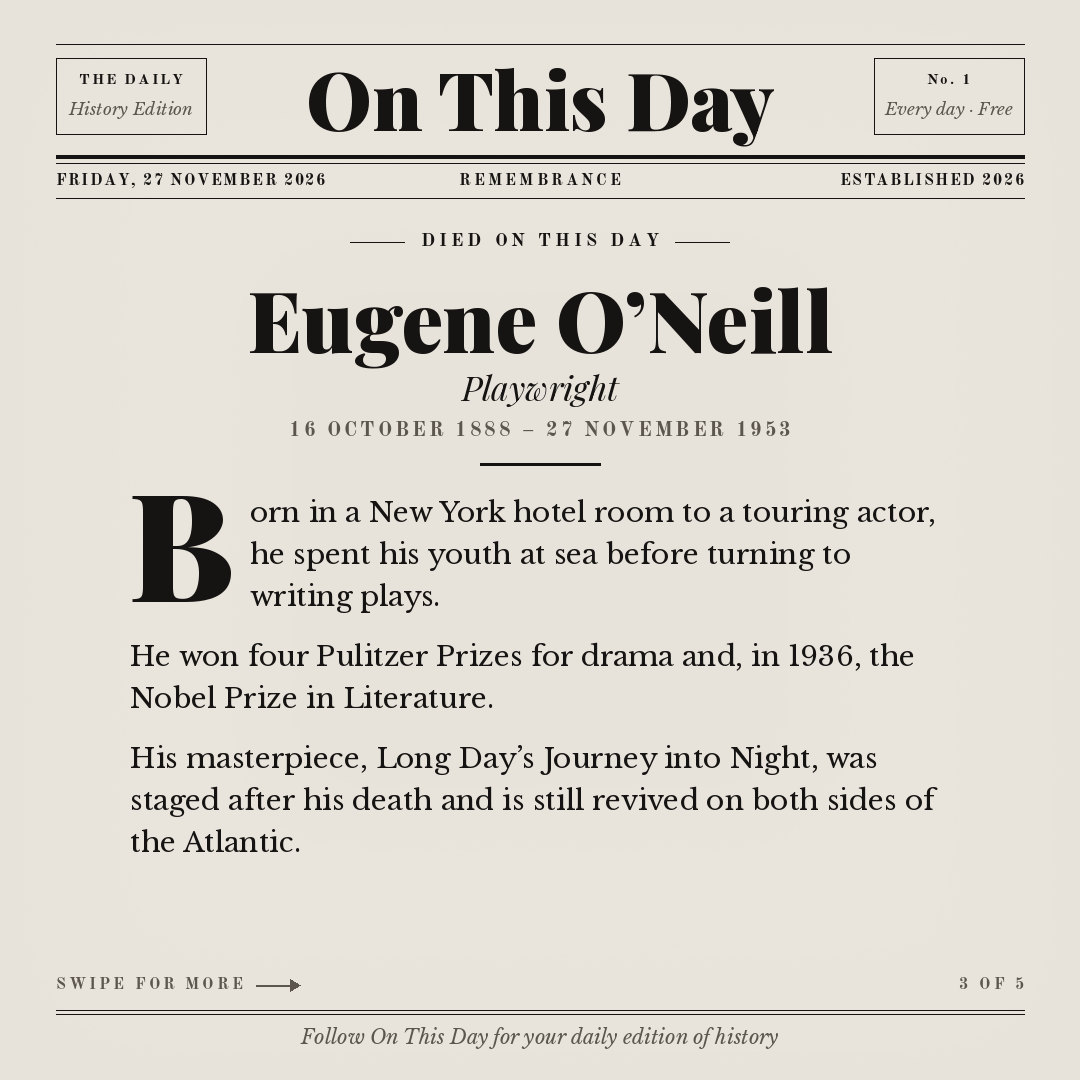 THE DAILY
History Edition
On This Day
No. 1
Every day · Free
FRIDAY, 27 NOVEMBER 2026
REMEMBRANCE
ESTABLISHED 2026
DIED ON THIS DAY
Eugene O’Neill
Playwright
16 OCTOBER 1888 – 27 NOVEMBER 1953
Born in a New York hotel room to a touring actor,
he spent his youth at sea before turning to
writing plays.
He won four Pulitzer Prizes for drama and, in 1936, the
Nobel Prize in Literature.
His masterpiece, Long Day’s Journey into Night, was
staged after his death and is still revived on both sides of
the Atlantic.
SWIPE FOR MORE
3 OF 5
Follow On This Day for your daily edition of history